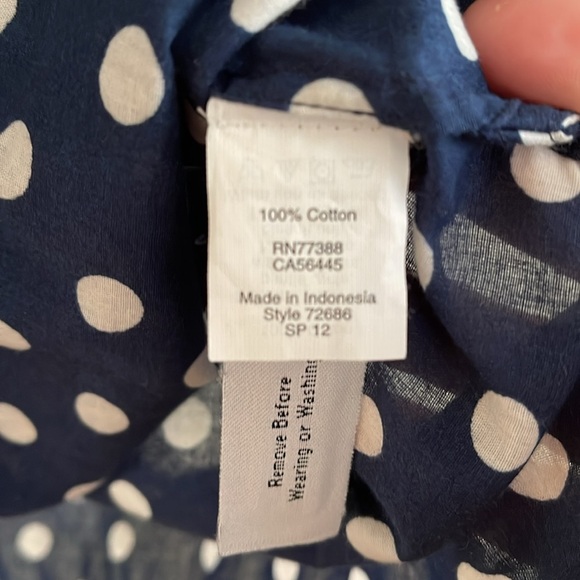 100% Cotton
RN77388
CA56445
Made in Indonesia
Style 72686
SP 12
Remove Before
Wearing or Washing